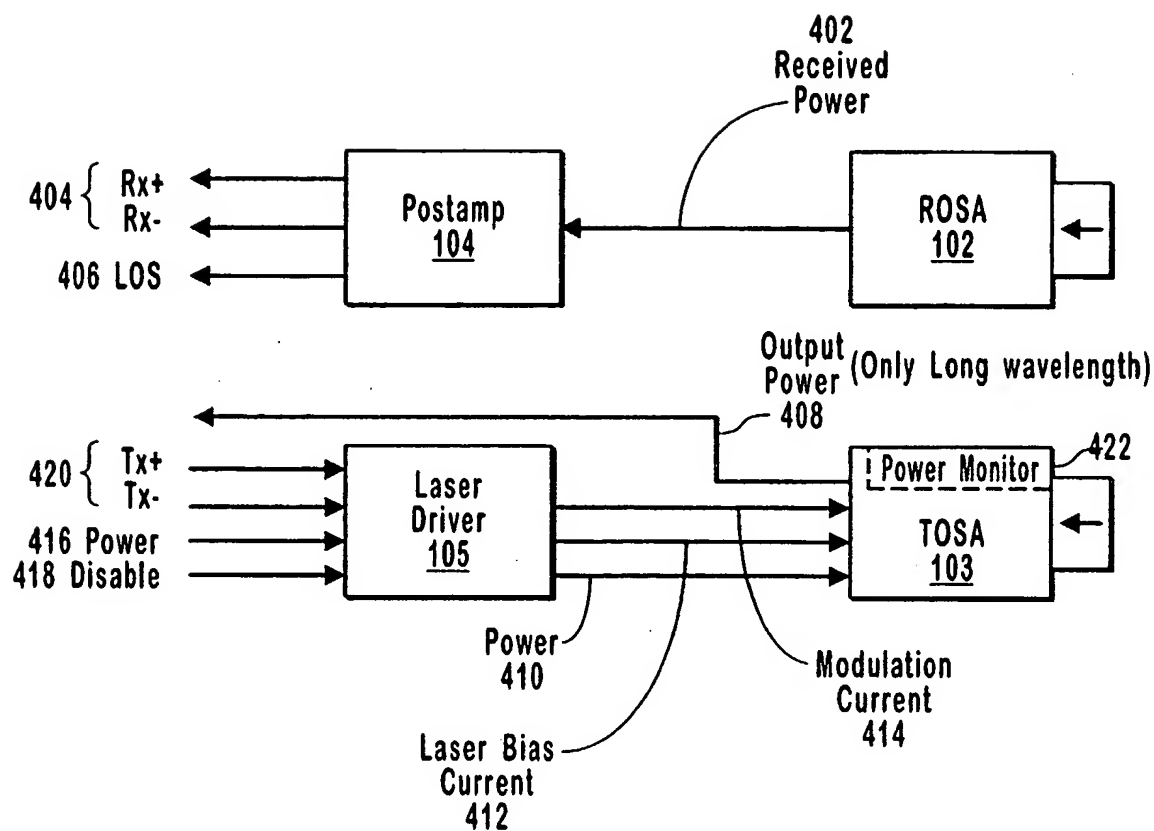 402
Received
Power
404 { Rx+
Rx-
406 LOS
Postamp
104
ROSA
102
Output
Power
408
(Only Long wavelength)
420 { Tx+
Tx-
416 Power
418 Disable
Laser
Driver
105
Power Monitor
422
TOSA
103
Power
410
Modulation
Current
414
Laser Bias
Current
412